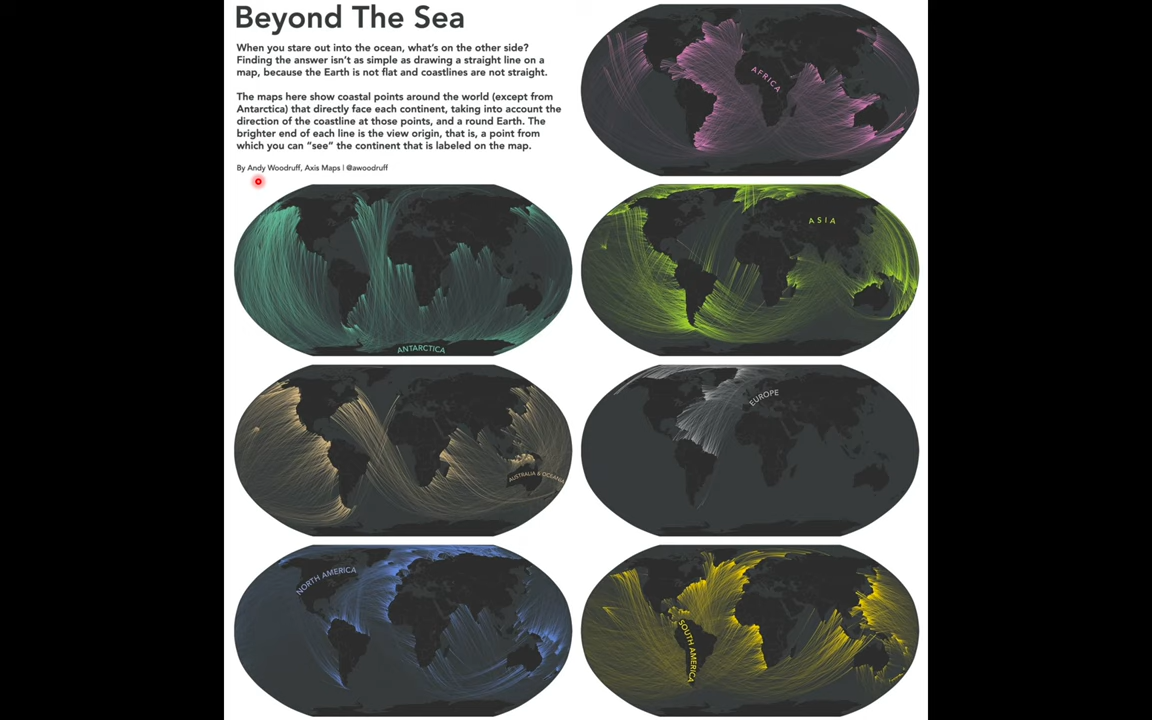 Beyond The Sea
When you stare out into the ocean, what's on the other side?
Finding the answer isn't as simple as drawing a straight line on a
map, because the Earth is not flat and coastlines are not straight.
The maps here show coastal points around the world (except from
Antarctica) that directly face each continent, taking into account the
direction of the coastline at those points, and a round Earth. The
brighter end of each line is the view origin, that is, a point from
which you can "see" the continent that is labeled on the map.
By Andy Woodruff, Axis Maps | @awoodruff
AFRICA
ANTARCTICA
ASIA
AUSTRALIA & OCEANIA
EUROPE
NORTH AMERICA
SOUTH AMERICA